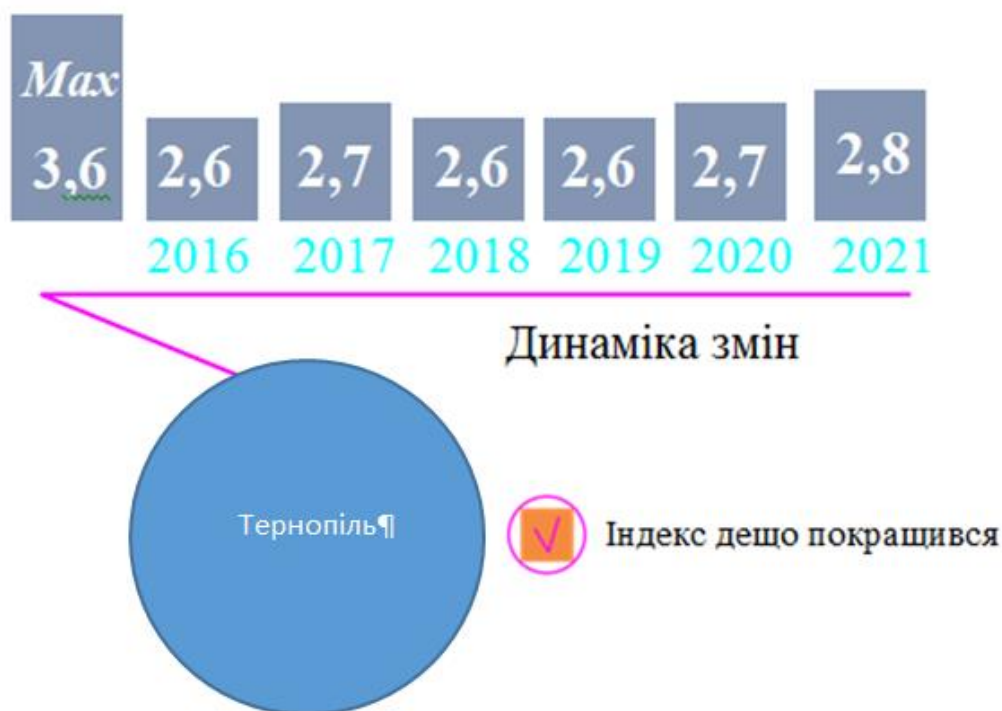 Max
3,6 2,6 2,7 2,6 2,6 2,7 2,8
2016 2017 2018 2019 2020 2021
Динаміка змін
Тернопіль¶
Індекс дещо покращився